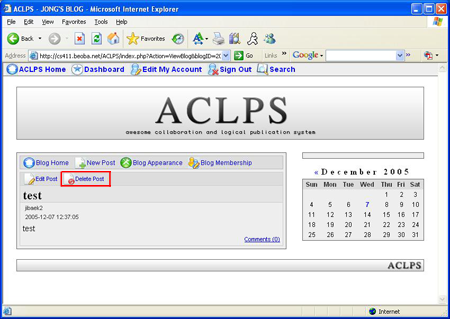 ACLPS - JONG'S BLOG - Microsoft Internet Explorer
File Edit View Favorites Tools Help
Back Search Favorites
Address http://cs411.beoba.net/ACLPS/index.php?Action=ViewBlog&blogID=2 Go Links » Google
ACLPS Home Dashboard Edit My Account Sign Out Search
ACLPS
awesome collaboration and logical publication system
Blog Home New Post Blog Appearance Blog Membership
Edit Post Delete Post
test
jbaek2
2005-12-07 12:37:05
test
Comments (0)
« December 2005
Sun Mon Tue Wed Thu Fri Sat
1 2 3
4 5 6 7 8 9 10
11 12 13 14 15 16 17
18 19 20 21 22 23 24
25 26 27 28 29 30 31
ACLPS
Internet